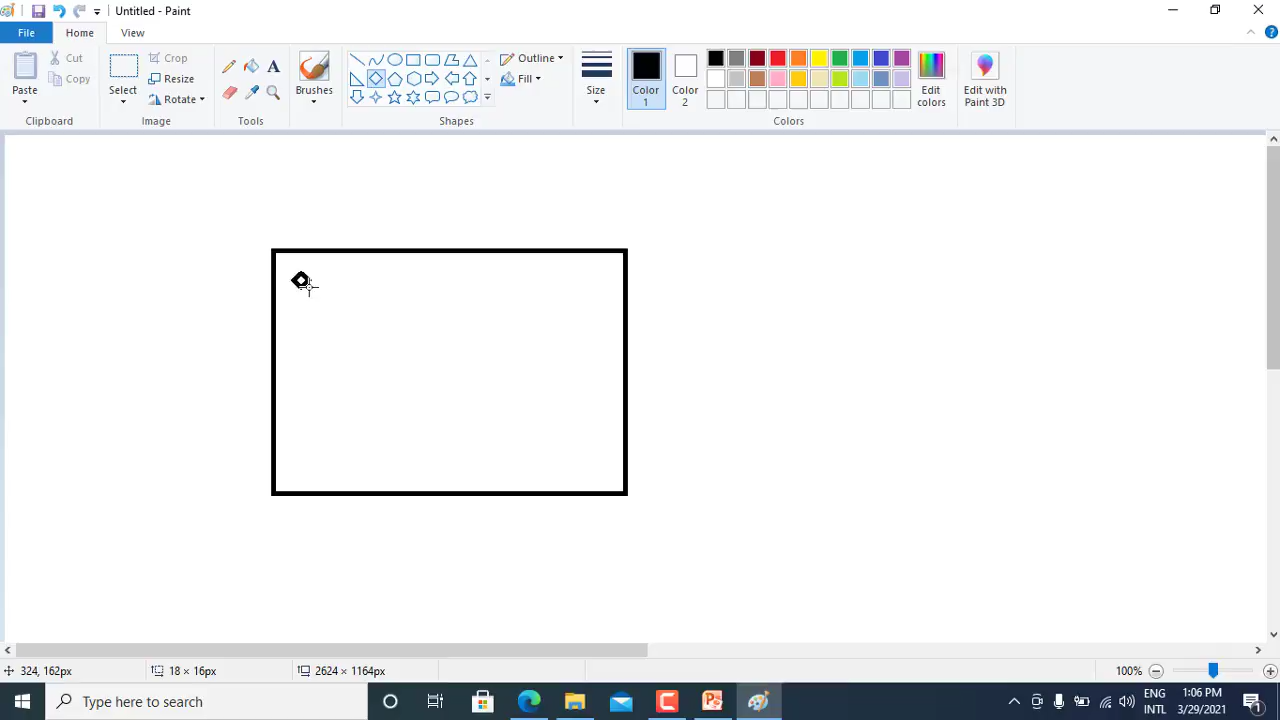 Untitled - Paint
File Home View
Paste
Cut
Copy
Clipboard
Select
Crop
Resize
Rotate
Image
A
Tools
Brushes
Outline
Fill
Shapes
Size
Color 1
Color 2
Edit colors
Colors
Edit with Paint 3D
324, 162px
18 × 16px
2624 × 1164px
100%
Type here to search
ENG
INTL
1:06 PM
3/29/2021
1